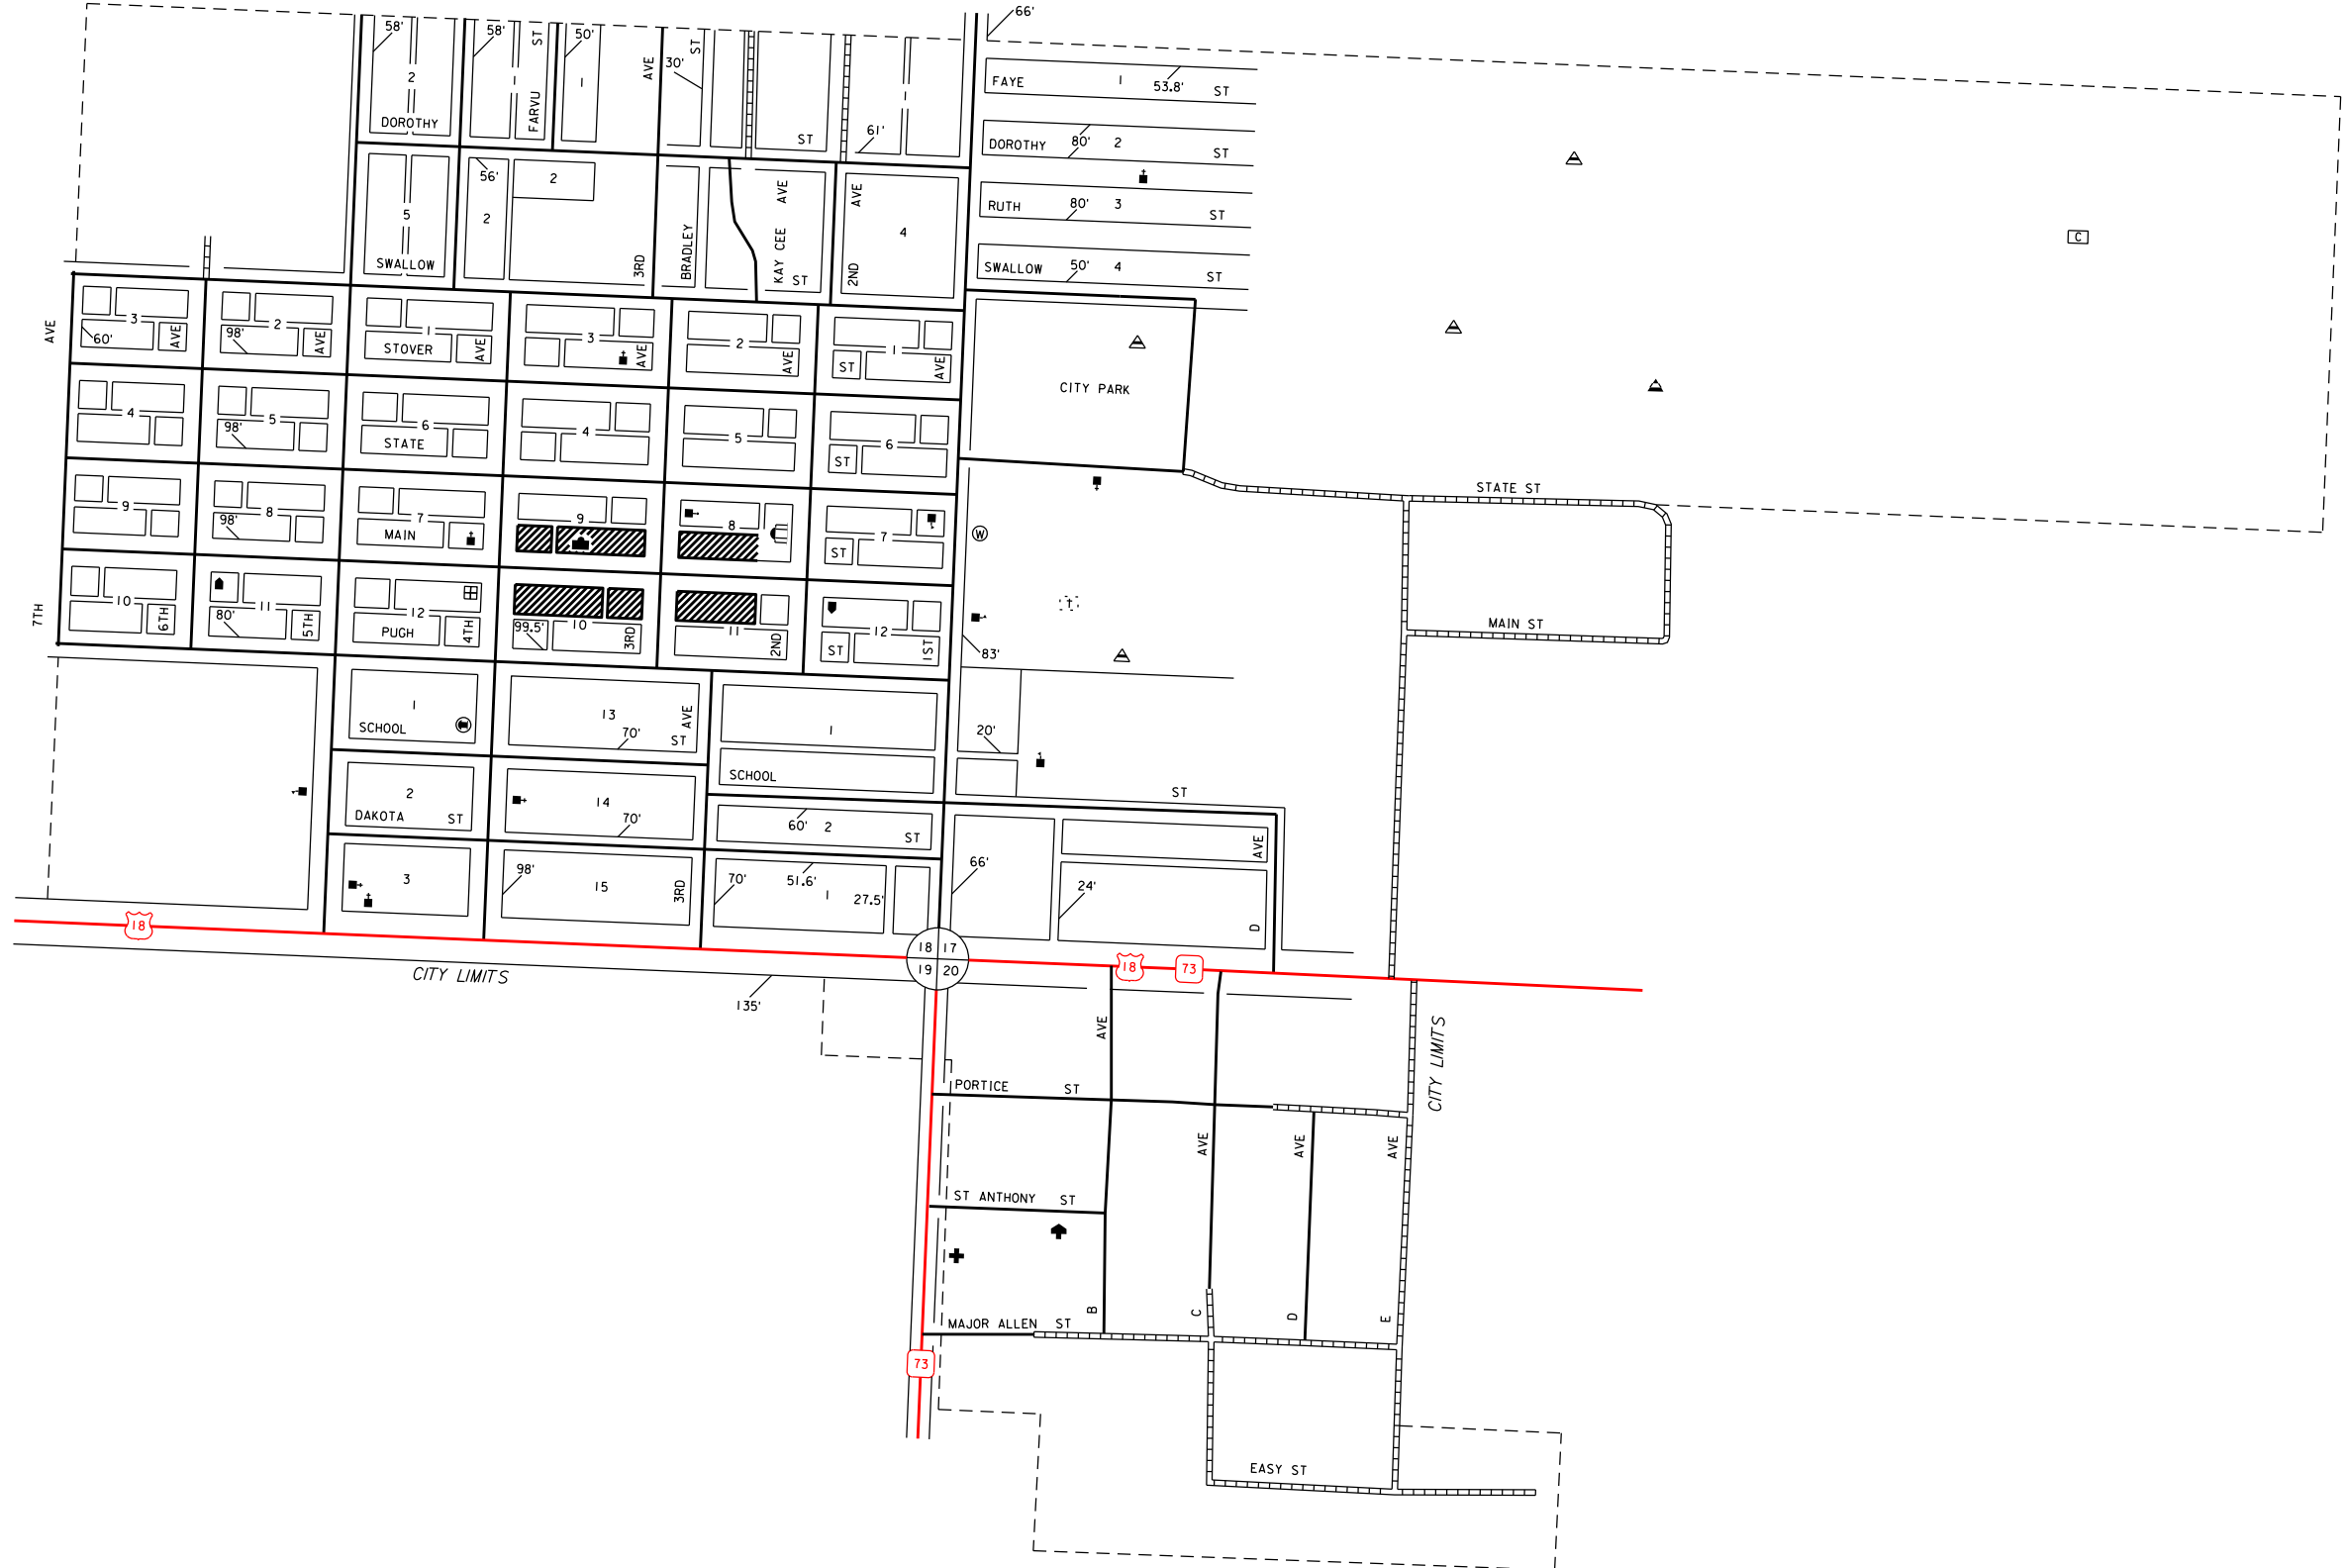 66'
58'
58'
ST
50'
AVE
ST
30'
2
1
1
FARVU
DOROTHY
ST
61'
1
FAYE 1 53.8' ST
DOROTHY 80' 2 ST
RUTH 80' 3 ST
SWALLOW 50' 4 ST
56'
2
5
2
SWALLOW
3RD
BRADLEY
KAY CEE AVE
ST
2ND AVE
4
C
AVE
3
60'
AVE
2
98'
AVE
1
STOVER
AVE
3
AVE
2
AVE
1
ST
AVE
CITY PARK
4
5
98'
6
STATE
4
5
6
ST
STATE ST
9
8
98'
7
MAIN
9
8
7
ST
W
MAIN ST
7TH
10
6TH
11
80'
5TH
12
PUGH
4TH
99.5'
10
3RD
11
2ND
12
ST
1ST
83'
1
SCHOOL
13
70'
AVE
ST
1
SCHOOL
20'
ST
2
DAKOTA ST
14
70'
60' 2 ST
AVE
3
98'
15
3RD
70'
51.6'
1
27.5'
66'
24'
D
18
18 17
19 20
18
73
CITY LIMITS
135'
AVE
CITY LIMITS
PORTICE ST
AVE
AVE
AVE
ST ANTHONY ST
B
C
D
E
MAJOR ALLEN ST
73
EASY ST